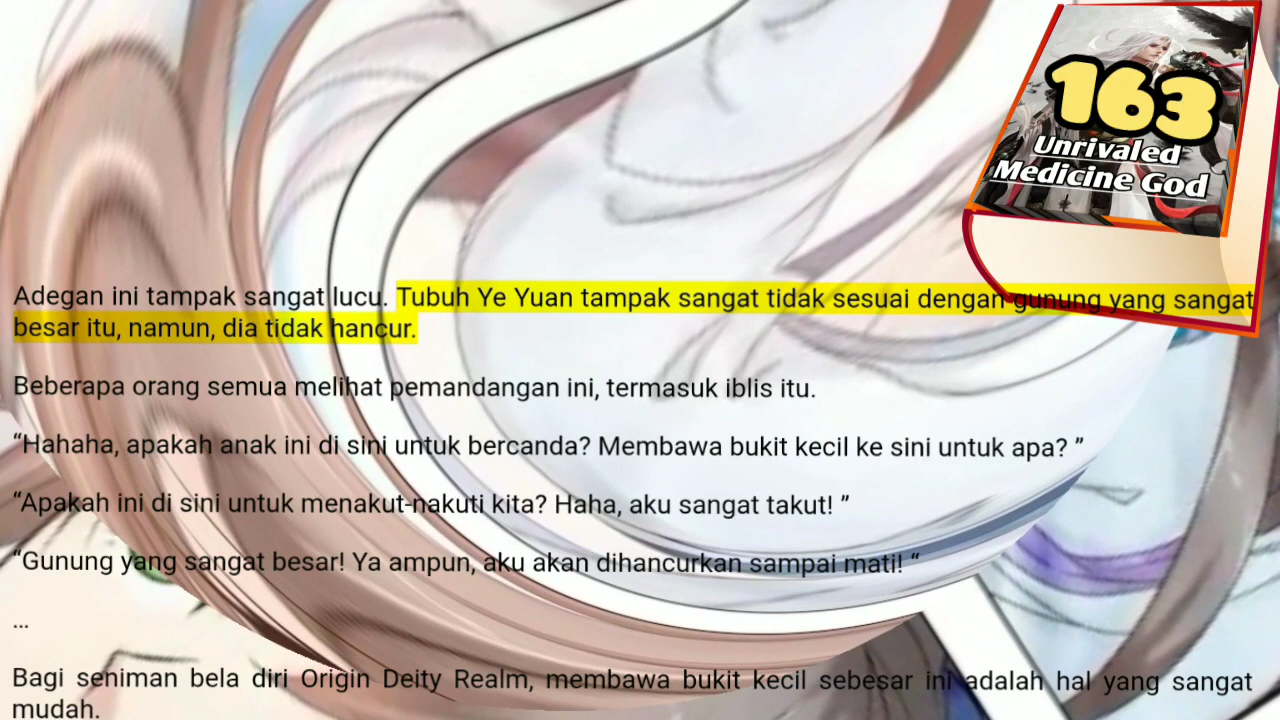 163
Unrivaled
Medicine God
Adegan ini tampak sangat lucu. Tubuh Ye Yuan tampak sangat tidak sesuai dengan gunung yang sangat
besar itu, namun, dia tidak hancur.
Beberapa orang semua melihat pemandangan ini, termasuk iblis itu.
“Hahaha, apakah anak ini di sini untuk bercanda? Membawa bukit kecil ke sini untuk apa? ”
“Apakah ini di sini untuk menakut-nakuti kita? Haha, aku sangat takut! ”
“Gunung yang sangat besar! Ya ampun, aku akan dihancurkan sampai mati! “
...
Bagi seniman bela diri Origin Deity Realm, membawa bukit kecil sebesar ini adalah hal yang sangat
mudah.